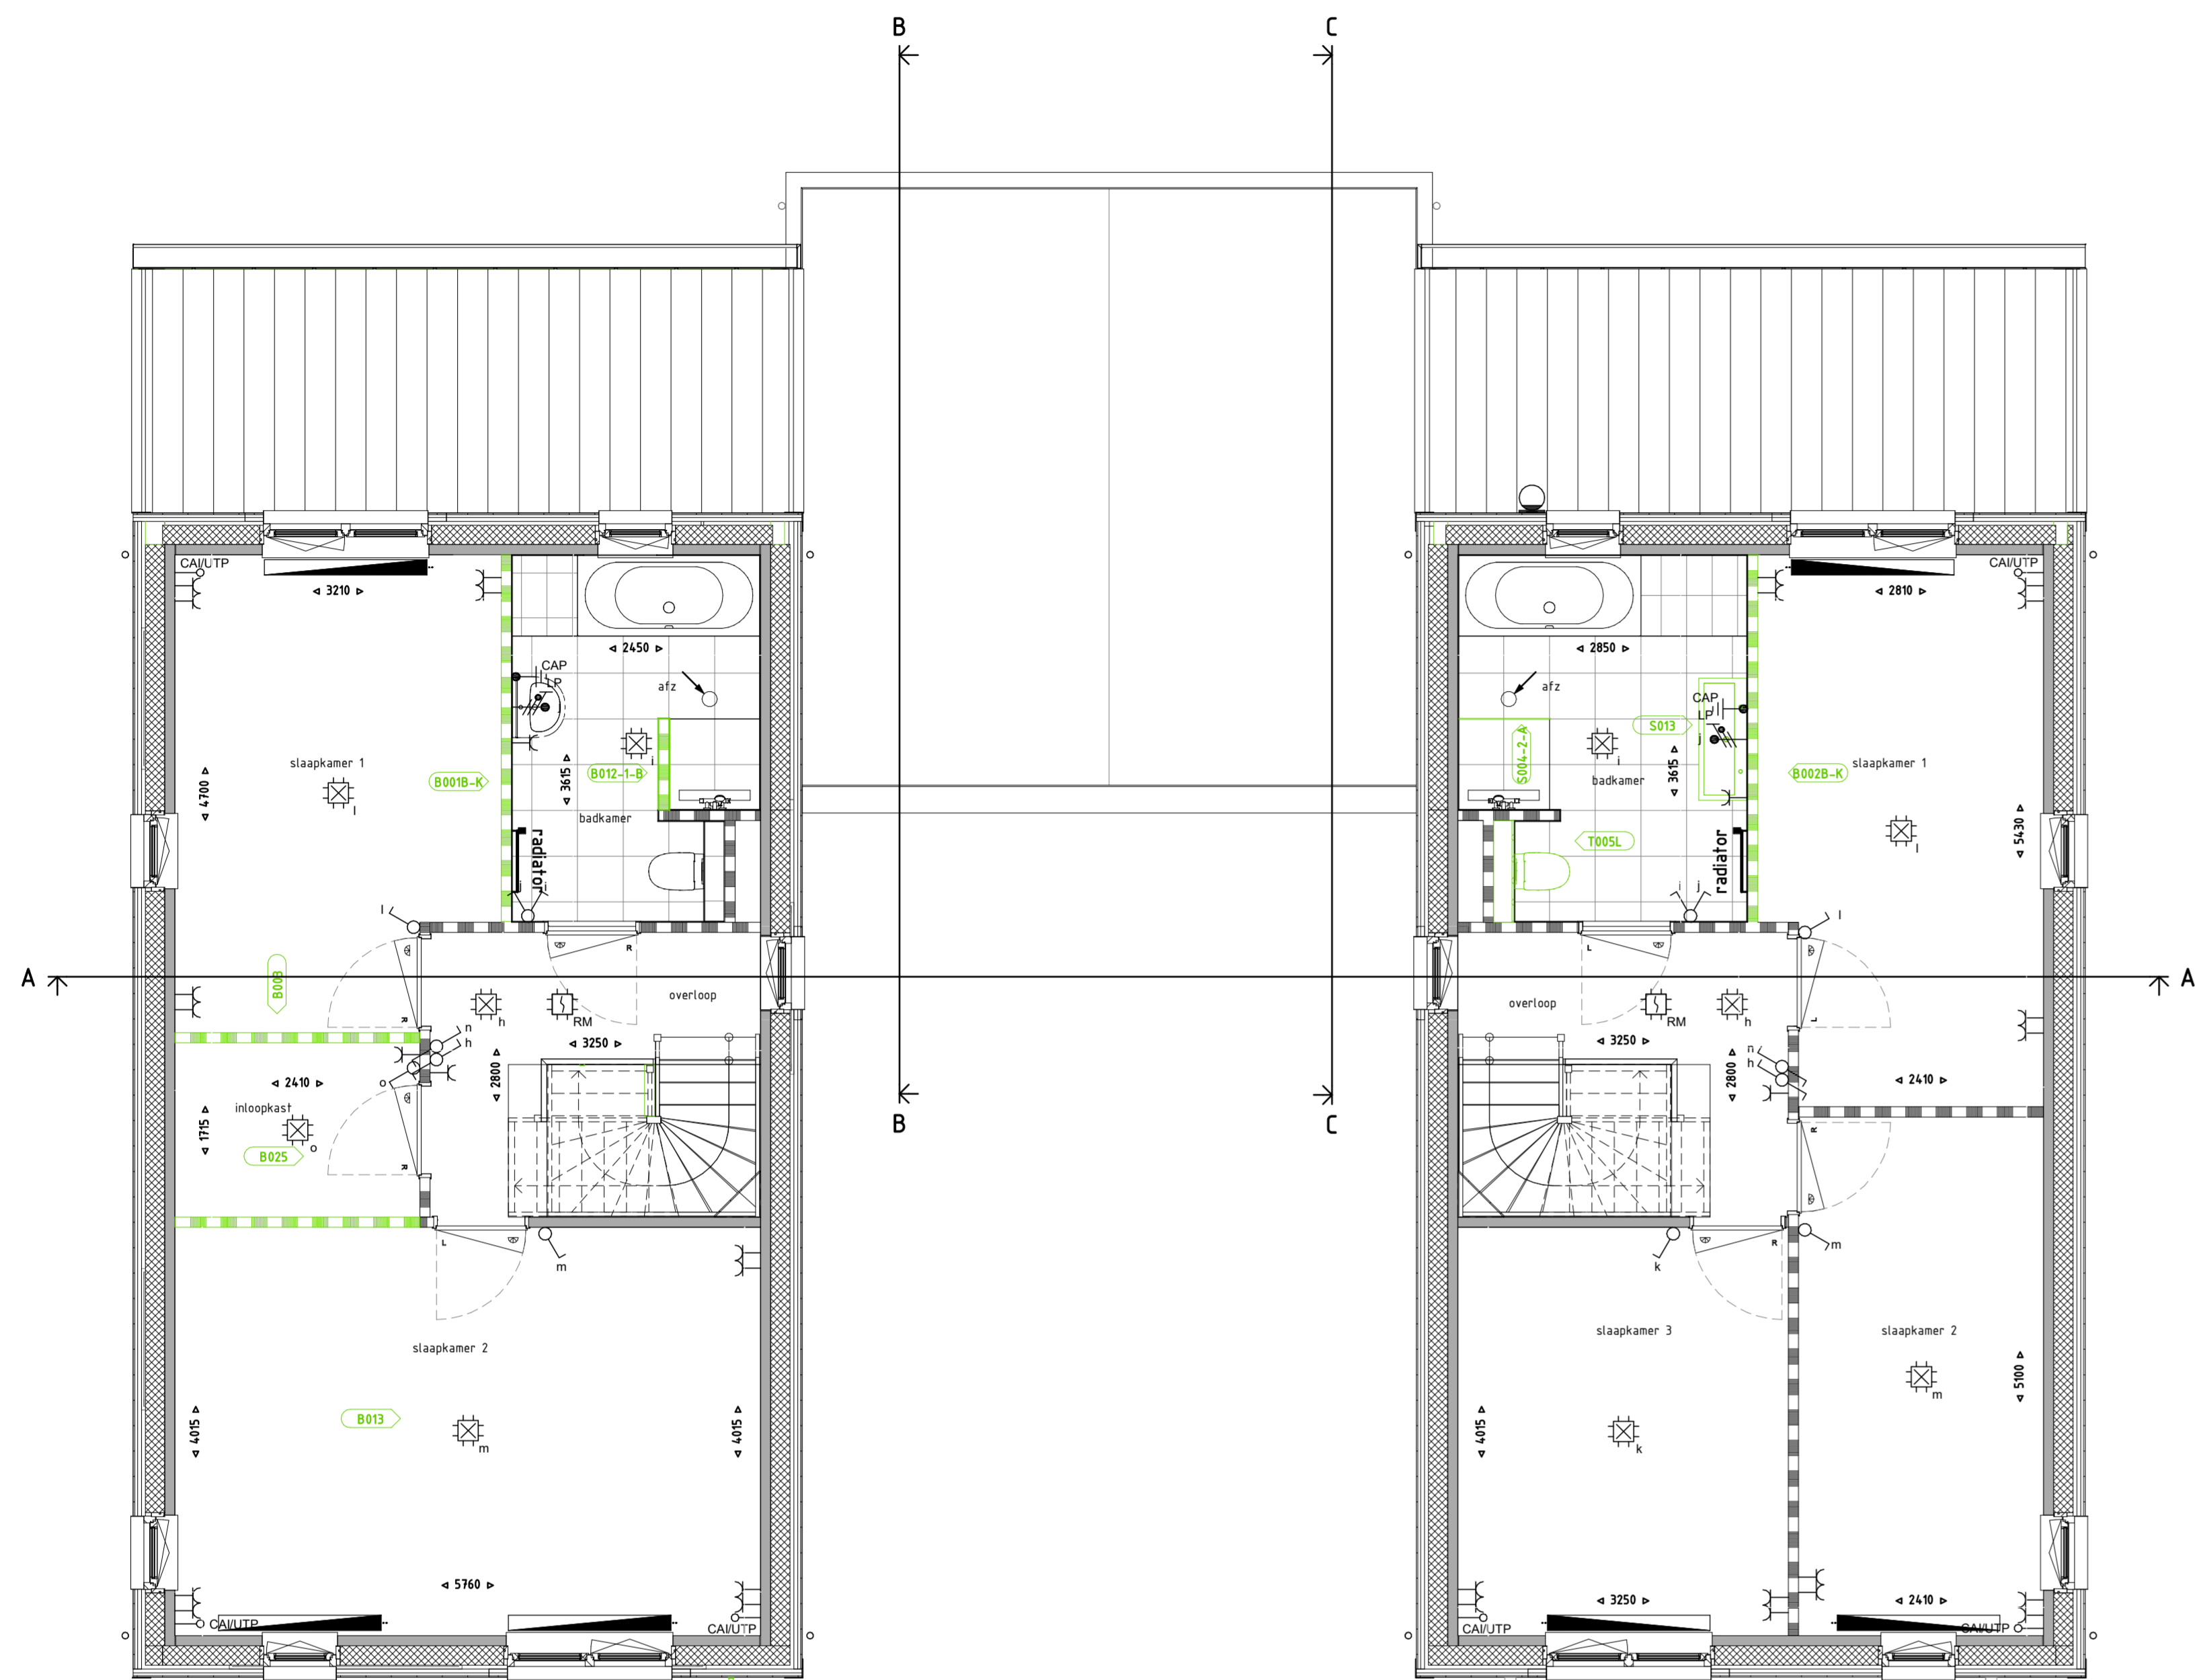 B
C
CAI/UTP
3210
2450
CAP
LP
j
afz
slaapkamer 1
l
4700
B001B-K
3615
B012-1-B
i
badkamer
radiator
l
R
R
B003
overloop
h
RM
3250
n
h
o
2410
2800
inloopkast
1715
o
B025
R
L
m
slaapkamer 2
B013
m
4015
4015
5760
CAI/UTP
CAI/UTP
A
A
B
C
CAI/UTP
2810
2850
afz
CAP
LP
j
S013
S004-2-A
i
badkamer
3615
B002B-K
slaapkamer 1
l
5430
T005L
radiator
i
j
l
L
L
overloop
RM
h
3250
n
h
2800
2410
R
R
k
m
slaapkamer 3
slaapkamer 2
k
m
4015
5100
3250
2410
CAI/UTP
CAI/UTP